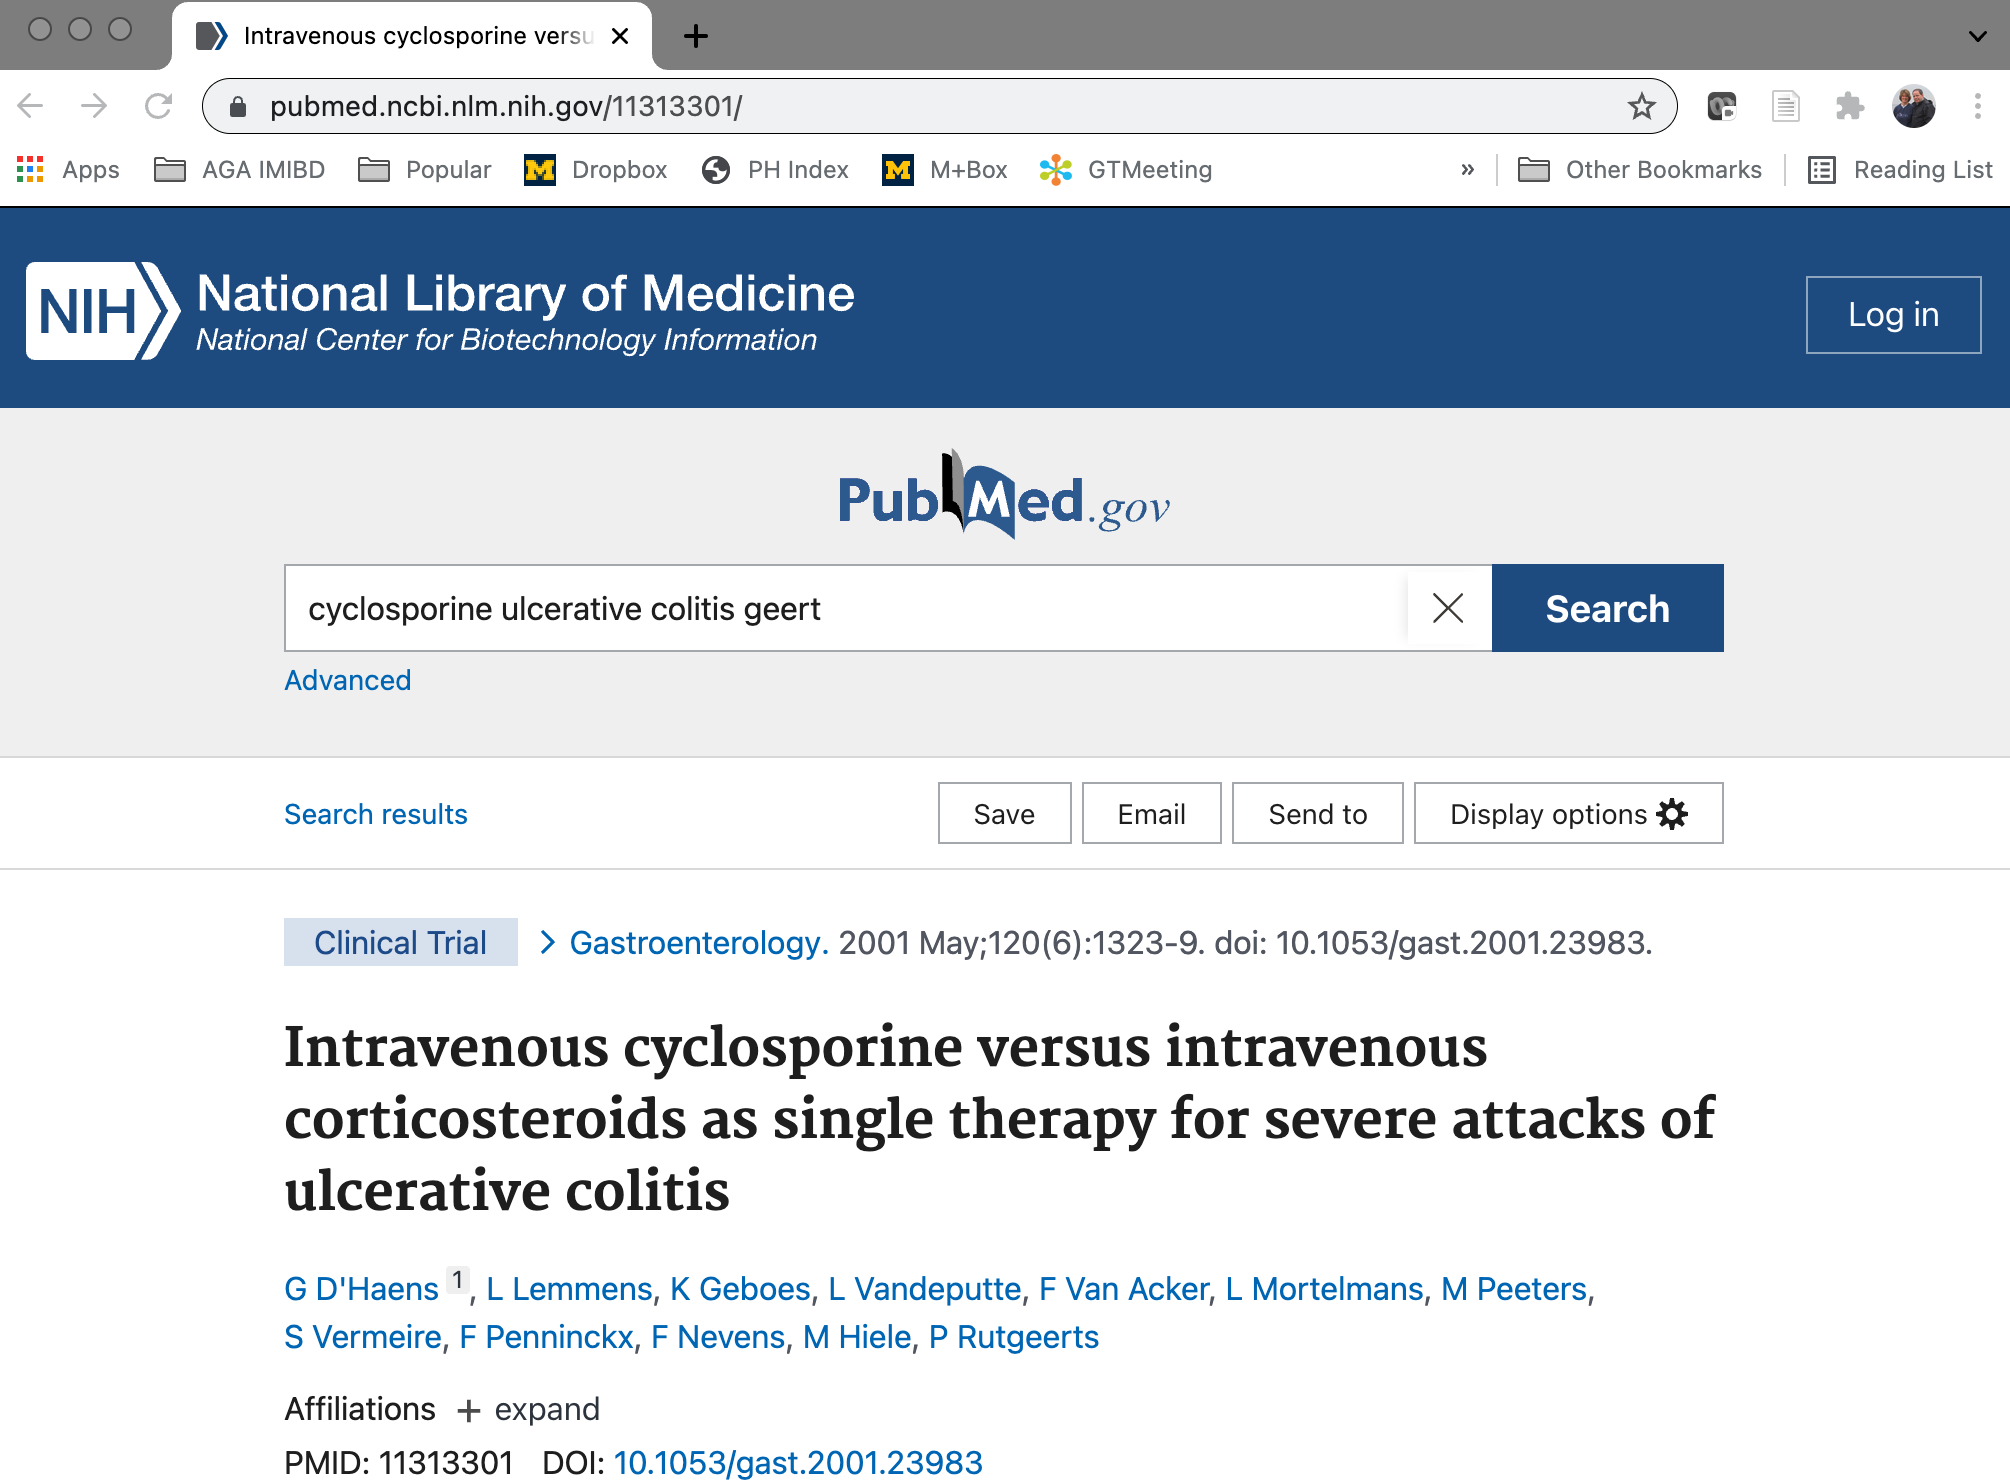 Intravenous cyclosporine versu
pubmed.ncbi.nlm.nih.gov/11313301/
Apps AGA IMIBD Popular Dropbox PH Index M+Box GTMeeting » Other Bookmarks Reading List
NIH National Library of Medicine
National Center for Biotechnology Information
Log in
PubMed.gov
cyclosporine ulcerative colitis geert
Search
Advanced
Search results Save Email Send to Display options
Clinical Trial > Gastroenterology. 2001 May;120(6):1323-9. doi: 10.1053/gast.2001.23983.
Intravenous cyclosporine versus intravenous
corticosteroids as single therapy for severe attacks of
ulcerative colitis
G D'Haens 1, L Lemmens, K Geboes, L Vandeputte, F Van Acker, L Mortelmans, M Peeters,
S Vermeire, F Penninckx, F Nevens, M Hiele, P Rutgeerts
Affiliations + expand
PMID: 11313301 DOI: 10.1053/gast.2001.23983